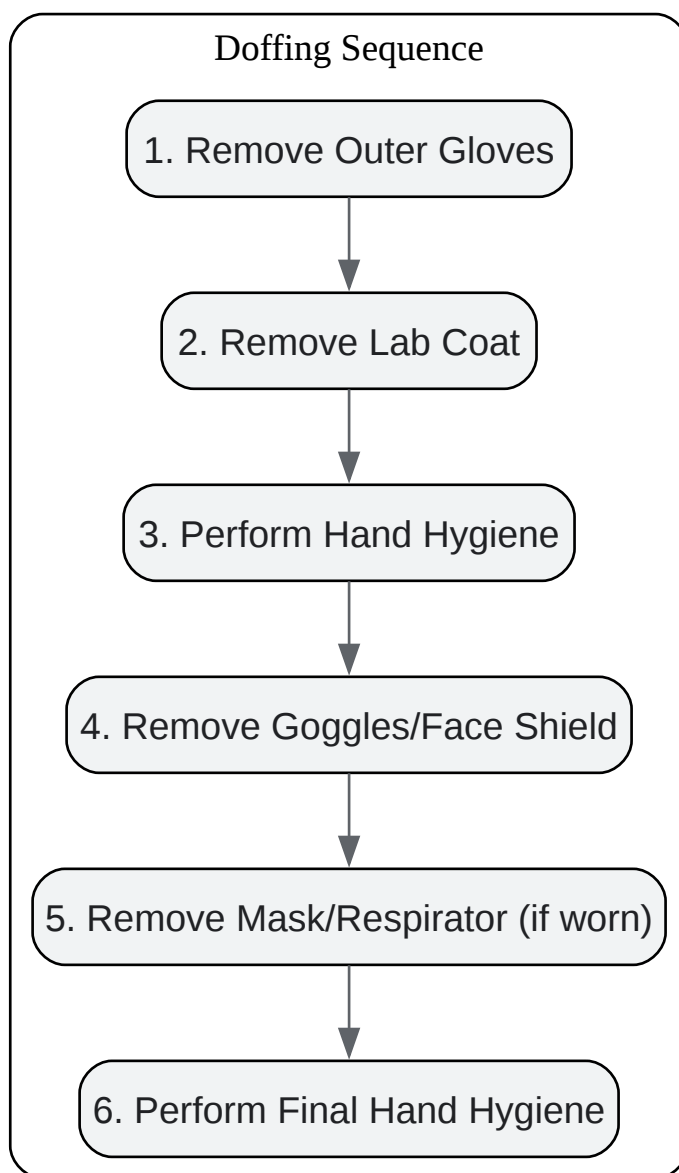 Doffing Sequence
1. Remove Outer Gloves
2. Remove Lab Coat
3. Perform Hand Hygiene
4. Remove Goggles/Face Shield
5. Remove Mask/Respirator (if worn)
6. Perform Final Hand Hygiene